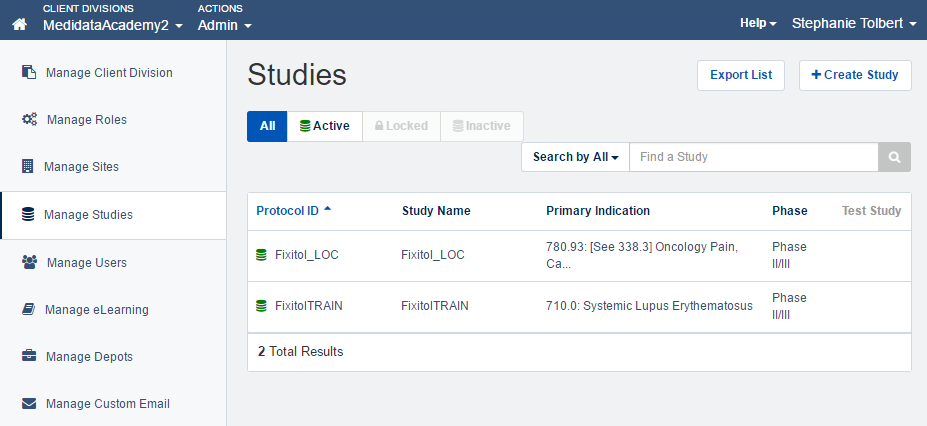 CLIENT DIVISIONS
MedidataAcademy2
ACTIONS
Admin
Help
Stephanie Tolbert
Manage Client Division
Manage Roles
Manage Sites
Manage Studies
Manage Users
Manage eLearning
Manage Depots
Manage Custom Email
Studies
Export List
Create Study
All
Active
Locked
Inactive
Search by All
Find a Study
Protocol ID
Study Name
Primary Indication
Phase
Test Study
Fixitol_LOC
Fixitol_LOC
780.93: [See 338.3] Oncology Pain,
Ca...
Phase
II/III
FixitolTRAIN
FixitolTRAIN
710.0: Systemic Lupus Erythematosus
Phase
II/III
2 Total Results